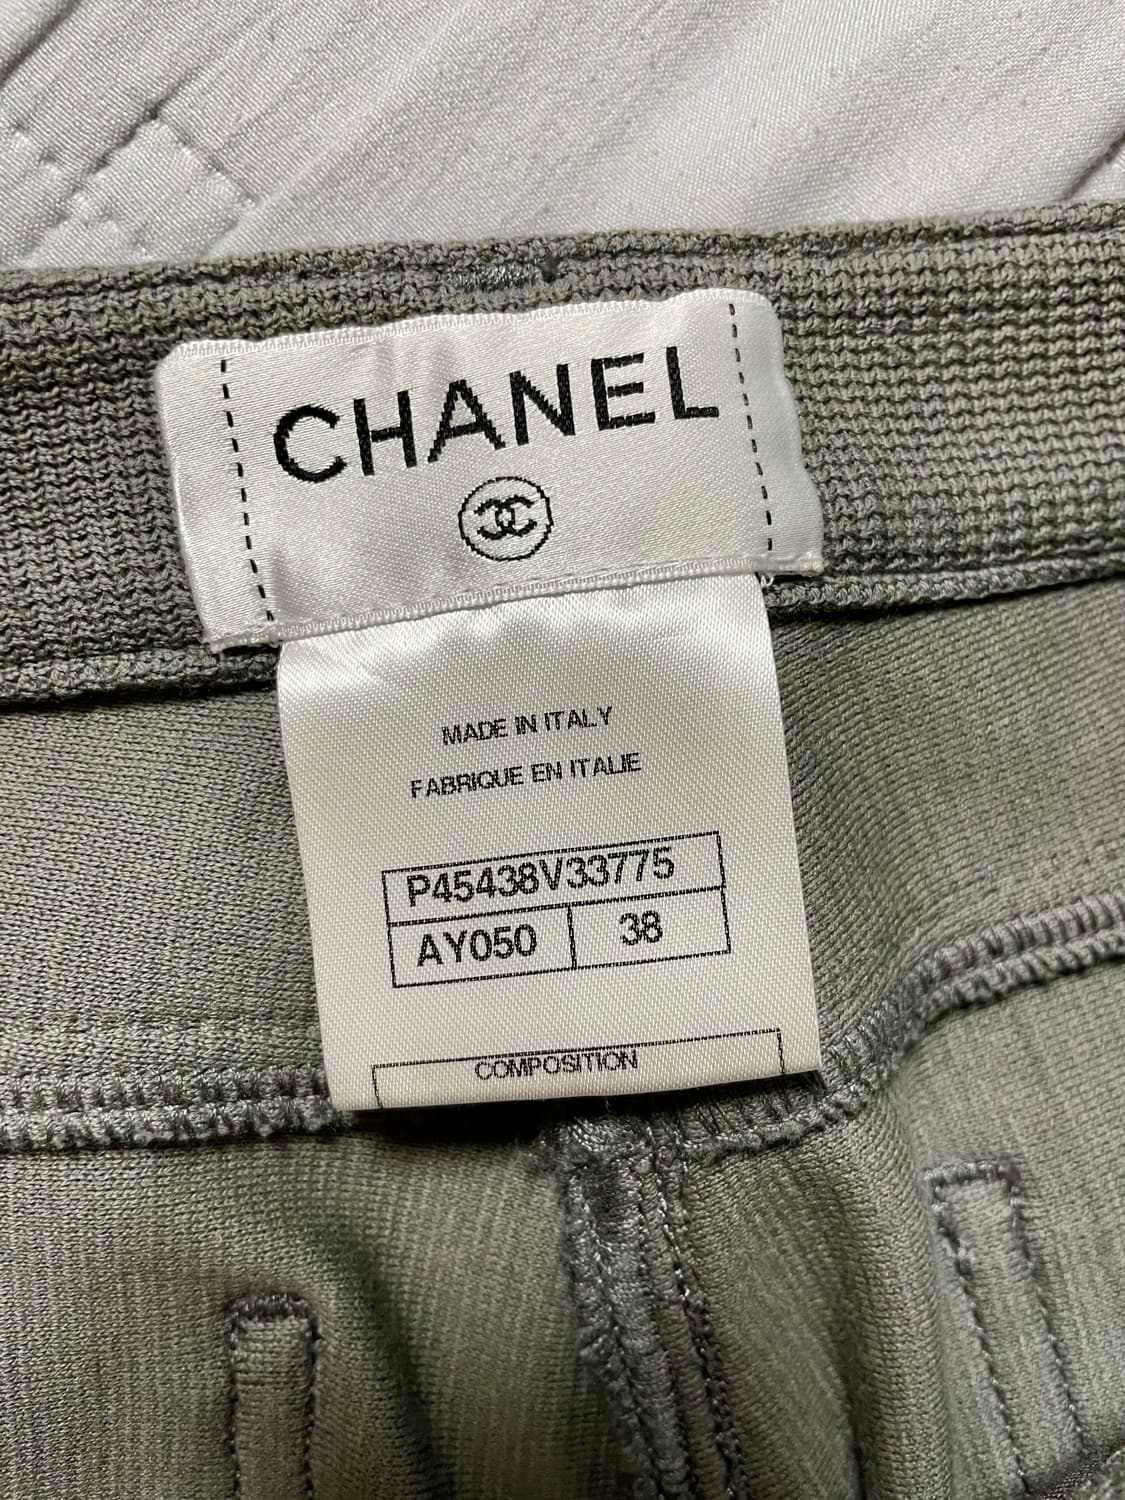 CHANEL
MADE IN ITALY
FABRIQUE EN ITALIE
P45438V33775
AY050 38
COMPOSITION